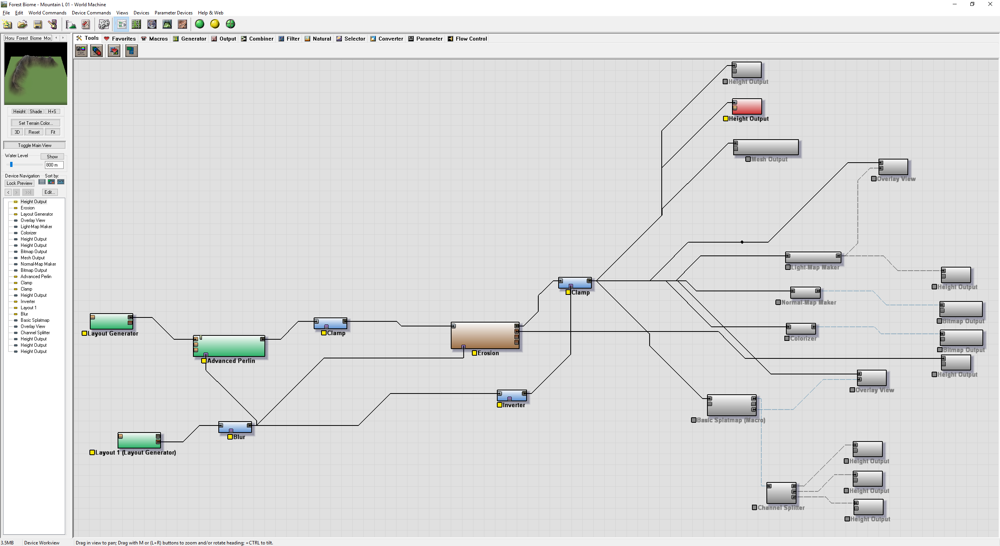 Forest Biome - Mountain L 01 - World Machine
File Edit World Commands Device Commands Views Devices Parameter Devices Help & Web
Horu Forest Biome Mou
Tools Favorites Macros Generator Output Combiner Filter Natural Selector Converter Parameter Flow Control
Height Shade H+S
Set Terrain Color...
3D Reset Fit
Toggle Main View
Water Level Show
800 m
Device Navigation Sort by:
Lock Preview
< > >>| Edit...
Height Output
Erosion
Layout Generator
Overlay View
Light-Map Maker
Colorizer
Height Output
Height Output
Bitmap Output
Mesh Output
Normal-Map Maker
Bitmap Output
Advanced Perlin
Clamp
Clamp
Height Output
Inverter
Layout 1
Blur
Basic Splatmap
Overlay View
Channel Splitter
Height Output
Height Output
Height Output
Height Output
Height Output
Mesh Output
Overlay View
Light-Map Maker
Height Output
Clamp
Normal-Map Maker
Bitmap Output
Layout Generator
Clamp
Colorizer
Bitmap Output
Erosion
Advanced Perlin
Height Output
Overlay View
Inverter
Basic Splatmap (Macro)
Blur
Layout 1 (Layout Generator)
Height Output
Height Output
Channel Splitter
Height Output
3.5MB Device Workview Drag in view to pan; Drag with M or (L+R) buttons to zoom and/or rotate heading; +CTRL to tilt.